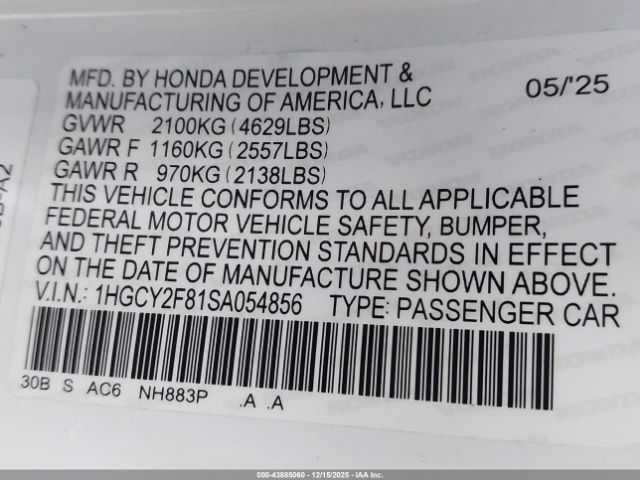 MFD. BY HONDA DEVELOPMENT &
MANUFACTURING OF AMERICA, LLC 05/'25
GVWR 2100KG (4629LBS)
GAWR F 1160KG (2557LBS)
GAWR R 970KG (2138LBS)
THIS VEHICLE CONFORMS TO ALL APPLICABLE
FEDERAL MOTOR VEHICLE SAFETY, BUMPER,
AND THEFT PREVENTION STANDARDS IN EFFECT
ON THE DATE OF MANUFACTURE SHOWN ABOVE.
V.I.N.: 1HGCY2F81SA054856 TYPE: PASSENGER CAR
30B S AC6 NH883P .A .A
000-43885060 - 12/15/2025 - IAA